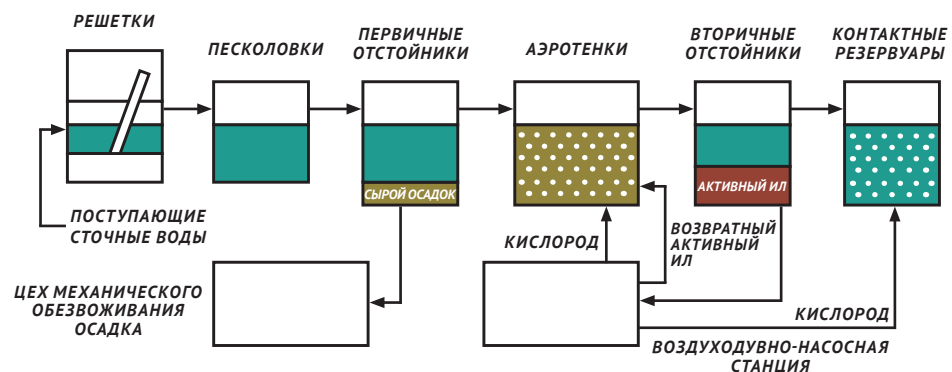 РЕШЕТКИ
ПЕСКОЛОВКИ
ПЕРВИЧНЫЕ
ОТСТОЙНИКИ
АЭРОТЕНКИ
ВТОРИЧНЫЕ
ОТСТОЙНИКИ
КОНТАКТНЫЕ
РЕЗЕРВУАРЫ
СЫРОЙ ОСАДОК
АКТИВНЫЙ ИЛ
ПОСТУПАЮЩИЕ
СТОЧНЫЕ ВОДЫ
КИСЛОРОД
ВОЗВРАТНЫЙ
АКТИВНЫЙ
ИЛ
ЦЕХ МЕХАНИЧЕСКОГО
ОБЕЗВОЖИВАНИЯ
ОСАДКА
КИСЛОРОД
ВОЗДУХОДУВНО-НАСОСНАЯ
СТАНЦИЯ